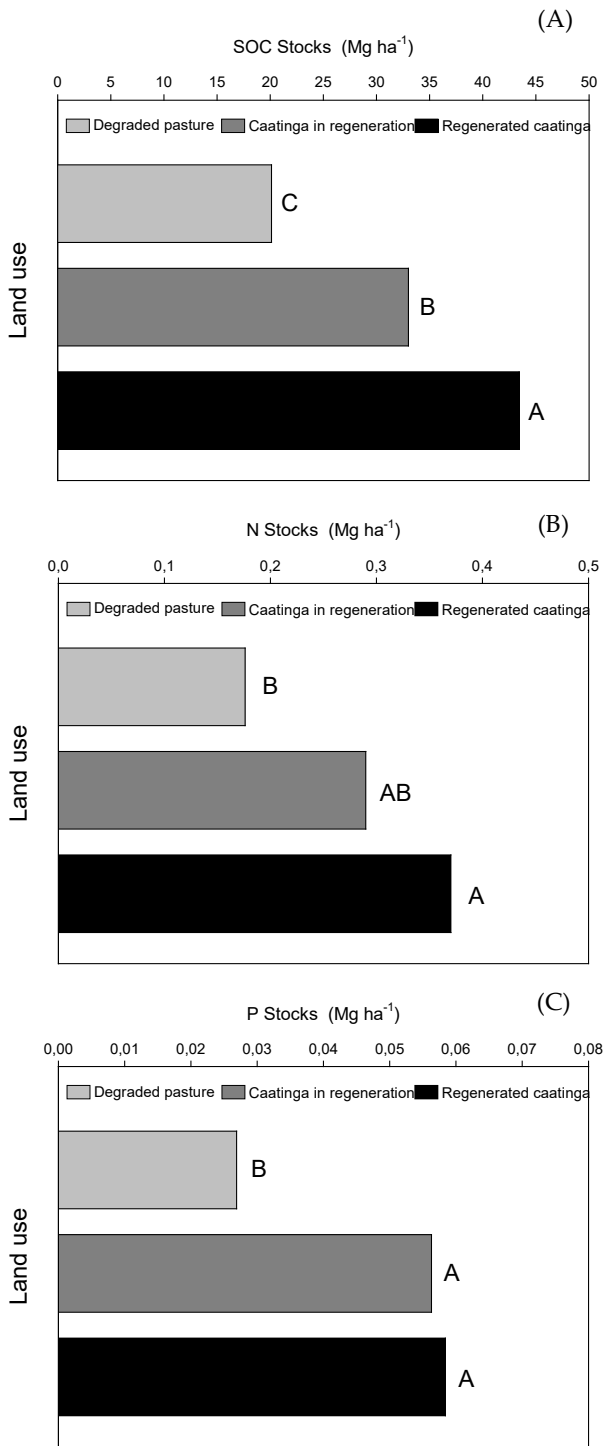 (A)
SOC Stocks (Mg ha⁻¹)
0 5 10 15 20 25 30 35 40 45 50
Degraded pasture Caatinga in regeneration Regenerated caatinga
Land use
C
B
A
(B)
N Stocks (Mg ha⁻¹)
0,0 0,1 0,2 0,3 0,4 0,5
Degraded pasture Caatinga in regeneration Regenerated caatinga
Land use
B
AB
A
(C)
P Stocks (Mg ha⁻¹)
0,00 0,01 0,02 0,03 0,04 0,05 0,06 0,07 0,08
Degraded pasture Caatinga in regeneration Regenerated caatinga
Land use
B
A
A